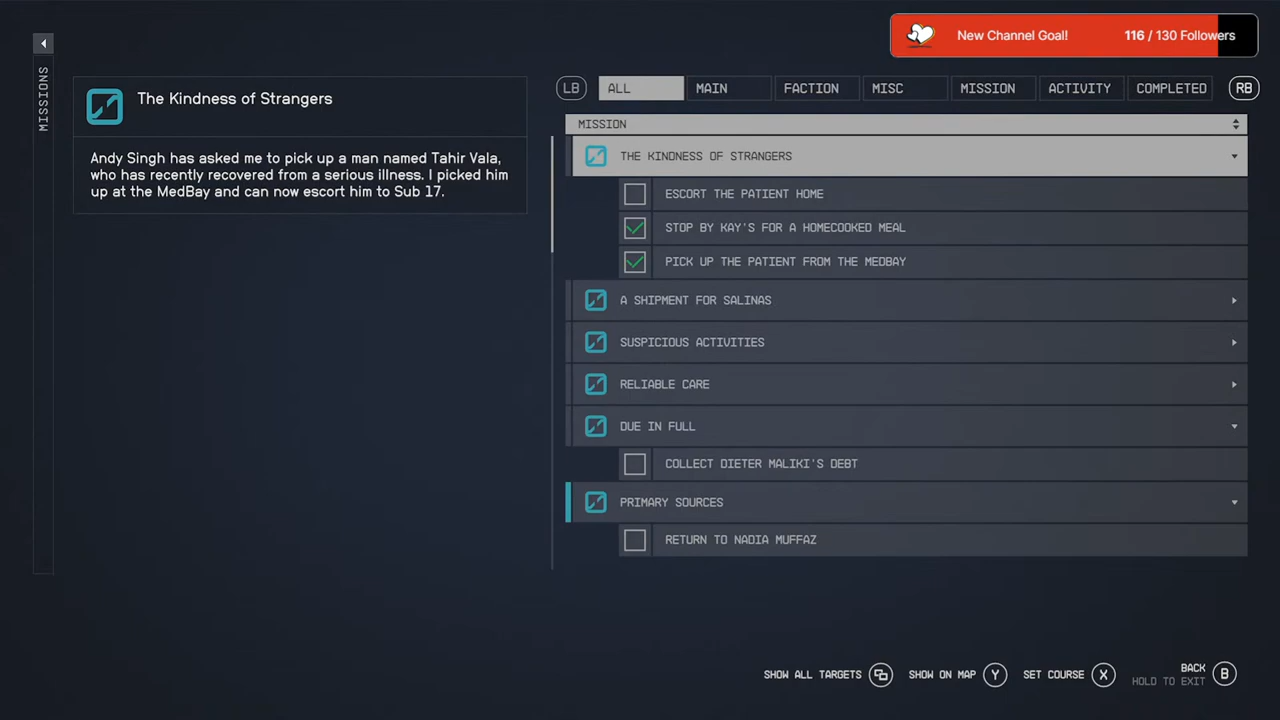 New Channel Goal! 116 / 130 Followers
MISSIONS
The Kindness of Strangers
Andy Singh has asked me to pick up a man named Tahir Vala,
who has recently recovered from a serious illness. I picked him
up at the MedBay and can now escort him to Sub 17.
LB ALL MAIN FACTION MISC MISSION ACTIVITY COMPLETED RB
MISSION
THE KINDNESS OF STRANGERS
ESCORT THE PATIENT HOME
STOP BY KAY'S FOR A HOMECOOKED MEAL
PICK UP THE PATIENT FROM THE MEDBAY
A SHIPMENT FOR SALINAS
SUSPICIOUS ACTIVITIES
RELIABLE CARE
DUE IN FULL
COLLECT DIETER MALIKI'S DEBT
PRIMARY SOURCES
RETURN TO NADIA MUFFAZ
SHOW ALL TARGETS SHOW ON MAP Y SET COURSE X BACK B
HOLD TO EXIT